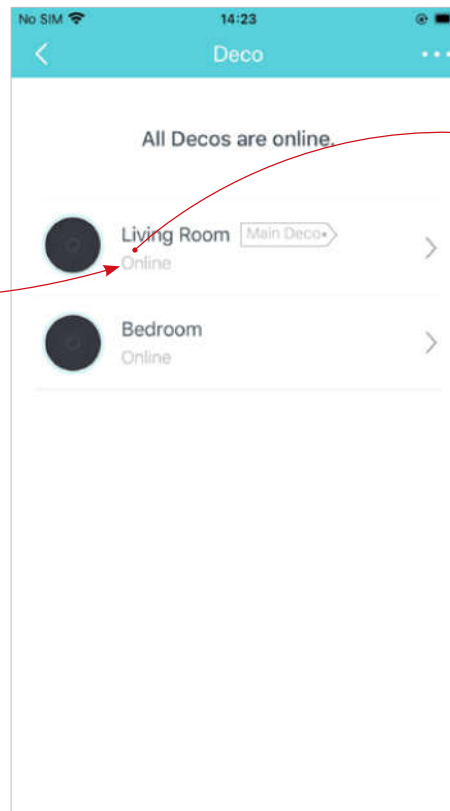 No SIM 14:23
Deco
All Decos are online.
Living Room Main Deco
Online
Bedroom
Online